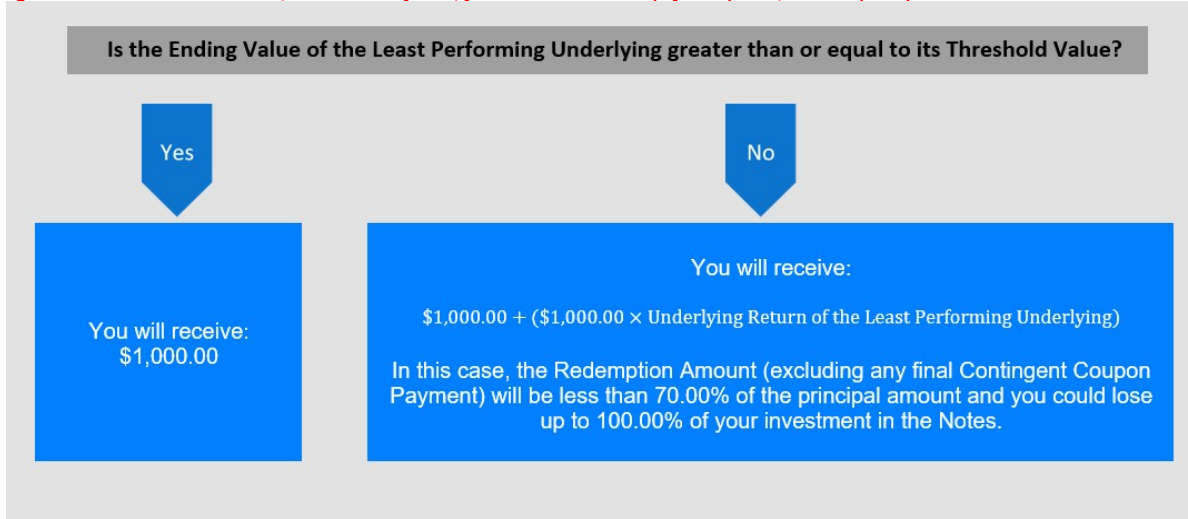 Is the Ending Value of the Least Performing Underlying greater than or equal to its Threshold Value?
Yes
No
You will receive:
$1,000.00
You will receive:
$1,000.00 + ($1,000.00 × Underlying Return of the Least Performing Underlying)
In this case, the Redemption Amount (excluding any final Contingent Coupon
Payment) will be less than 70.00% of the principal amount and you could lose
up to 100.00% of your investment in the Notes.